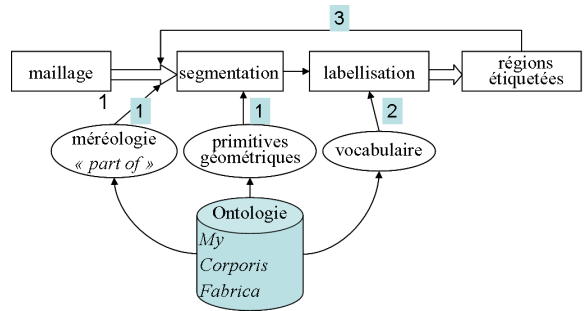 3
maillage
segmentation
labellisation
régions
étiquetées
1
1
1
2
méréologie
« part of »
primitives
géométriques
vocabulaire
Ontologie
My
Corporis
Fabrica